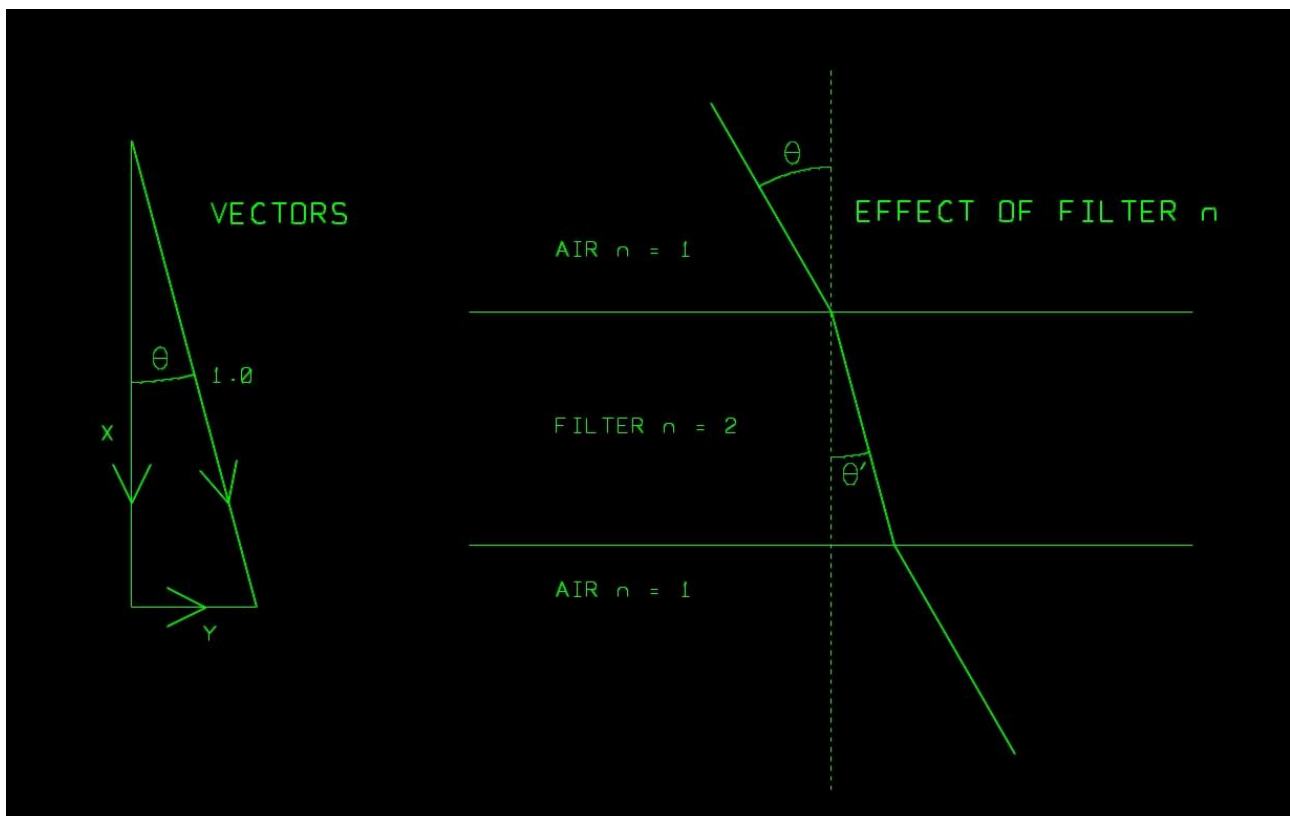 VECTORS
θ
1.0
X
Y
EFFECT OF FILTER n
θ
AIR n = 1
FILTER n = 2
θ'
AIR n = 1